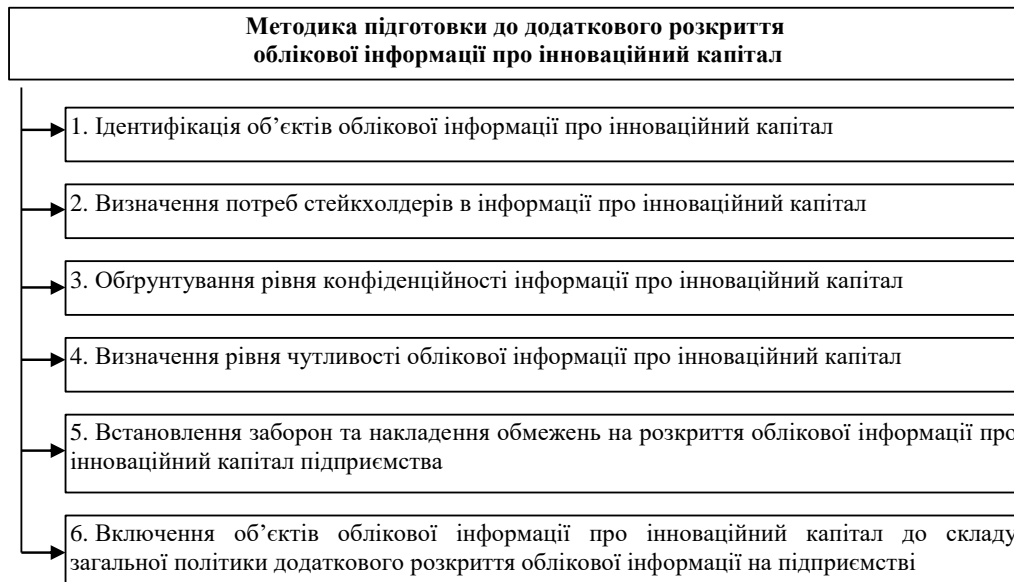 Методика підготовки до додаткового розкриття
облікової інформації про інноваційний капітал
1. Ідентифікація об’єктів облікової інформації про інноваційний капітал
2. Визначення потреб стейкхолдерів в інформації про інноваційний капітал
3. Обґрунтування рівня конфіденційності інформації про інноваційний капітал
4. Визначення рівня чутливості облікової інформації про інноваційний капітал
5. Встановлення заборон та накладення обмежень на розкриття облікової інформації про
інноваційний капітал підприємства
6. Включення об’єктів облікової інформації про інноваційний капітал до складу
загальної політики додаткового розкриття облікової інформації на підприємстві